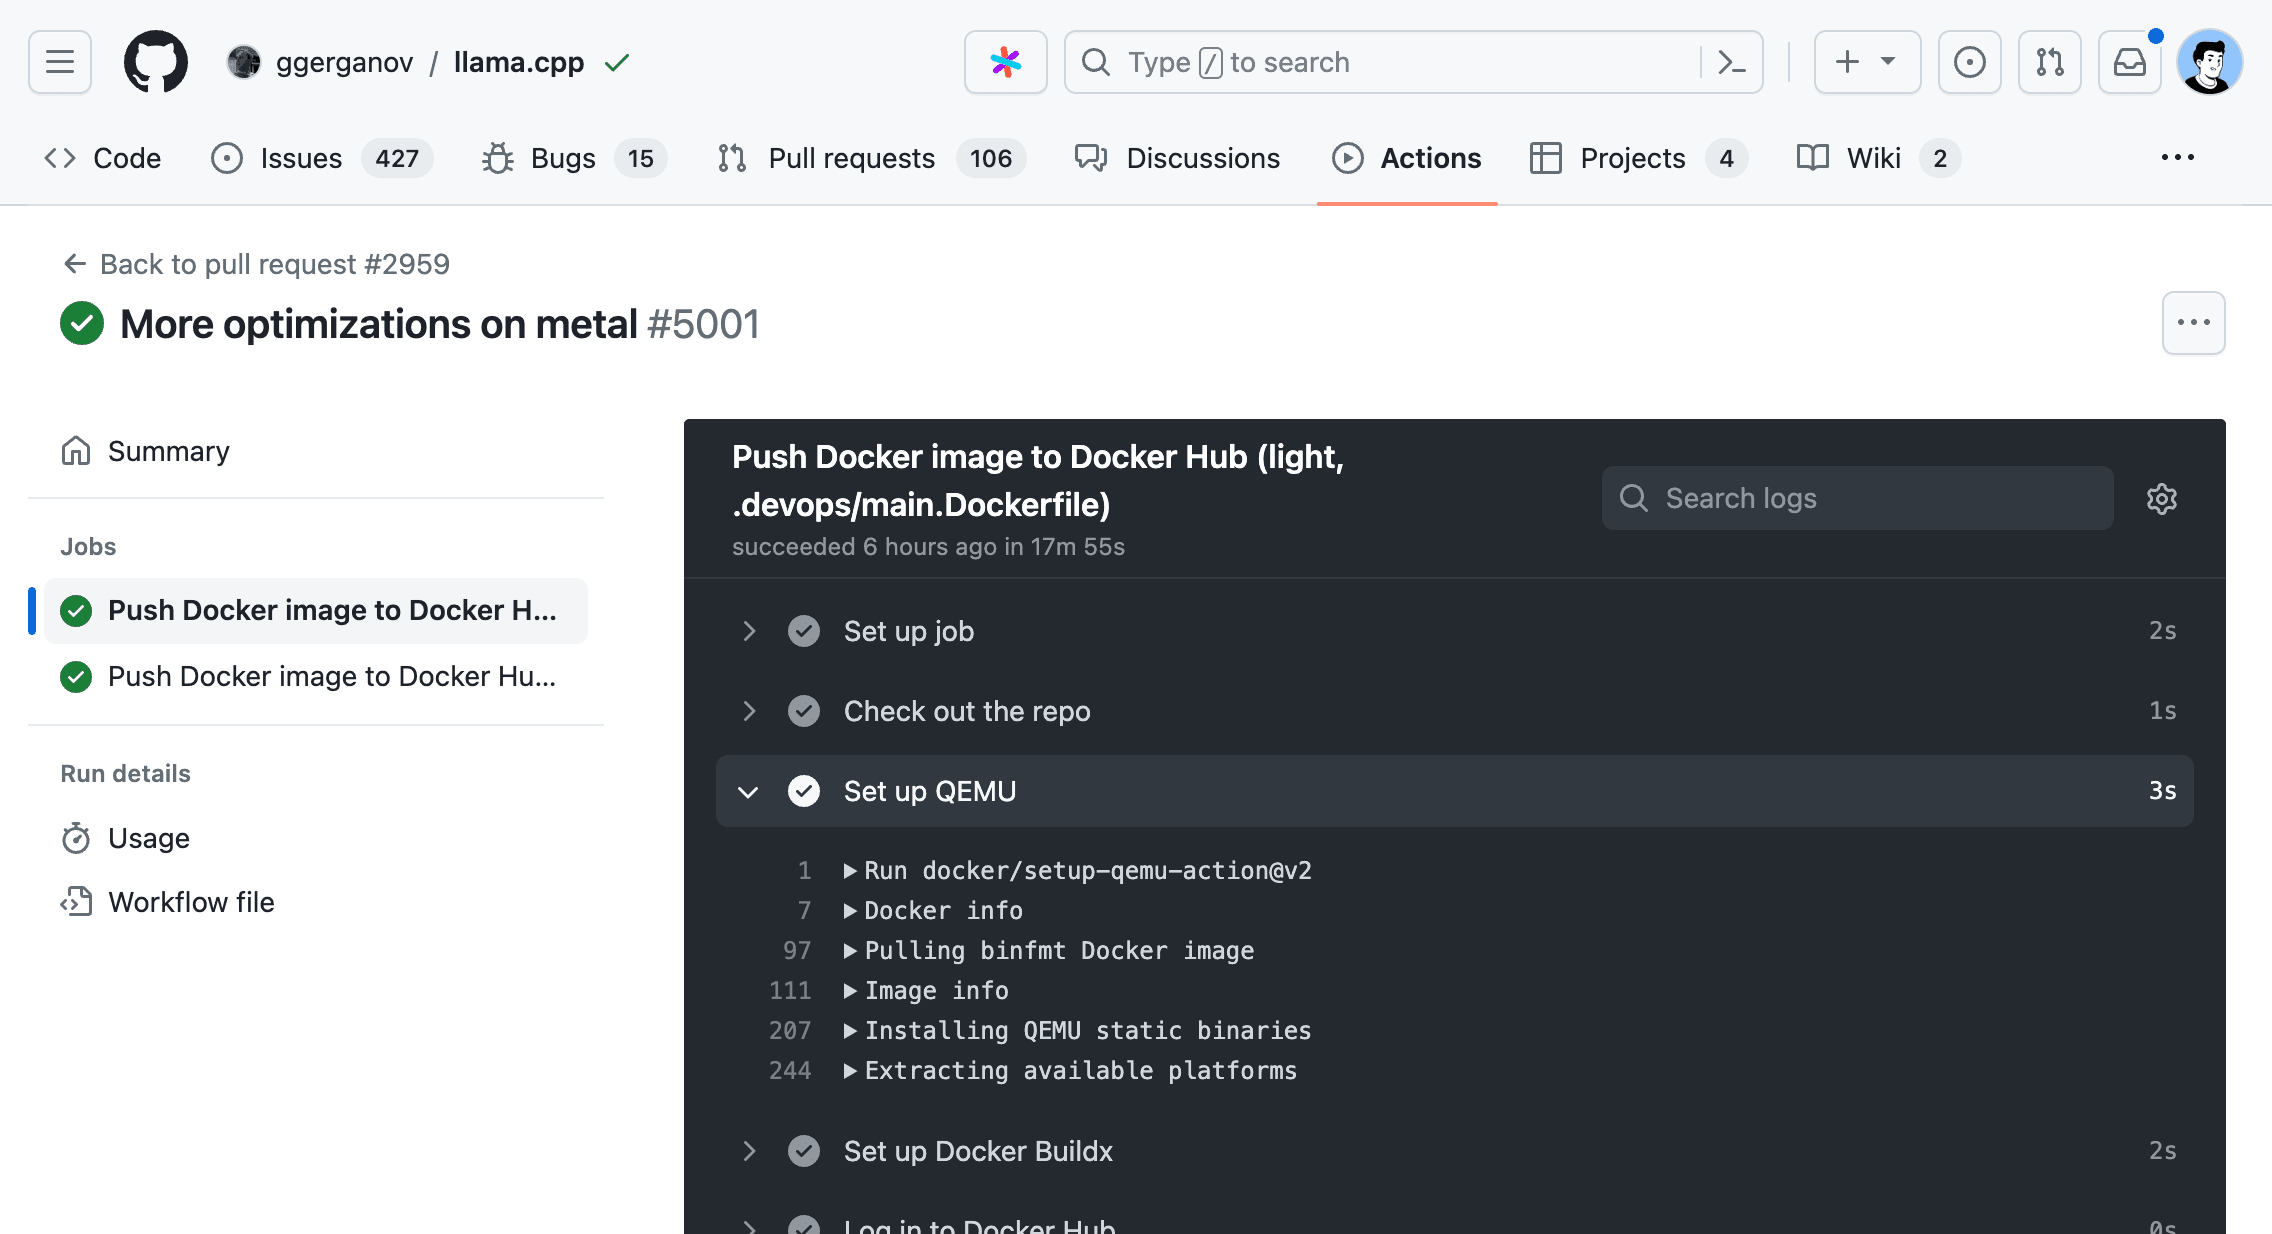 ggerganov / llama.cpp
Type / to search
Code
Issues 427
Bugs 15
Pull requests 106
Discussions
Actions
Projects 4
Wiki 2
Back to pull request #2959
More optimizations on metal #5001
Summary
Jobs
Push Docker image to Docker H...
Push Docker image to Docker Hu...
Run details
Usage
Workflow file
Push Docker image to Docker Hub (light,
.devops/main.Dockerfile)
succeeded 6 hours ago in 17m 55s
Search logs
Set up job 2s
Check out the repo 1s
Set up QEMU 3s
1 Run docker/setup-qemu-action@v2
7 Docker info
97 Pulling binfmt Docker image
111 Image info
207 Installing QEMU static binaries
244 Extracting available platforms
Set up Docker Buildx 2s
Log in to Docker Hub 0s